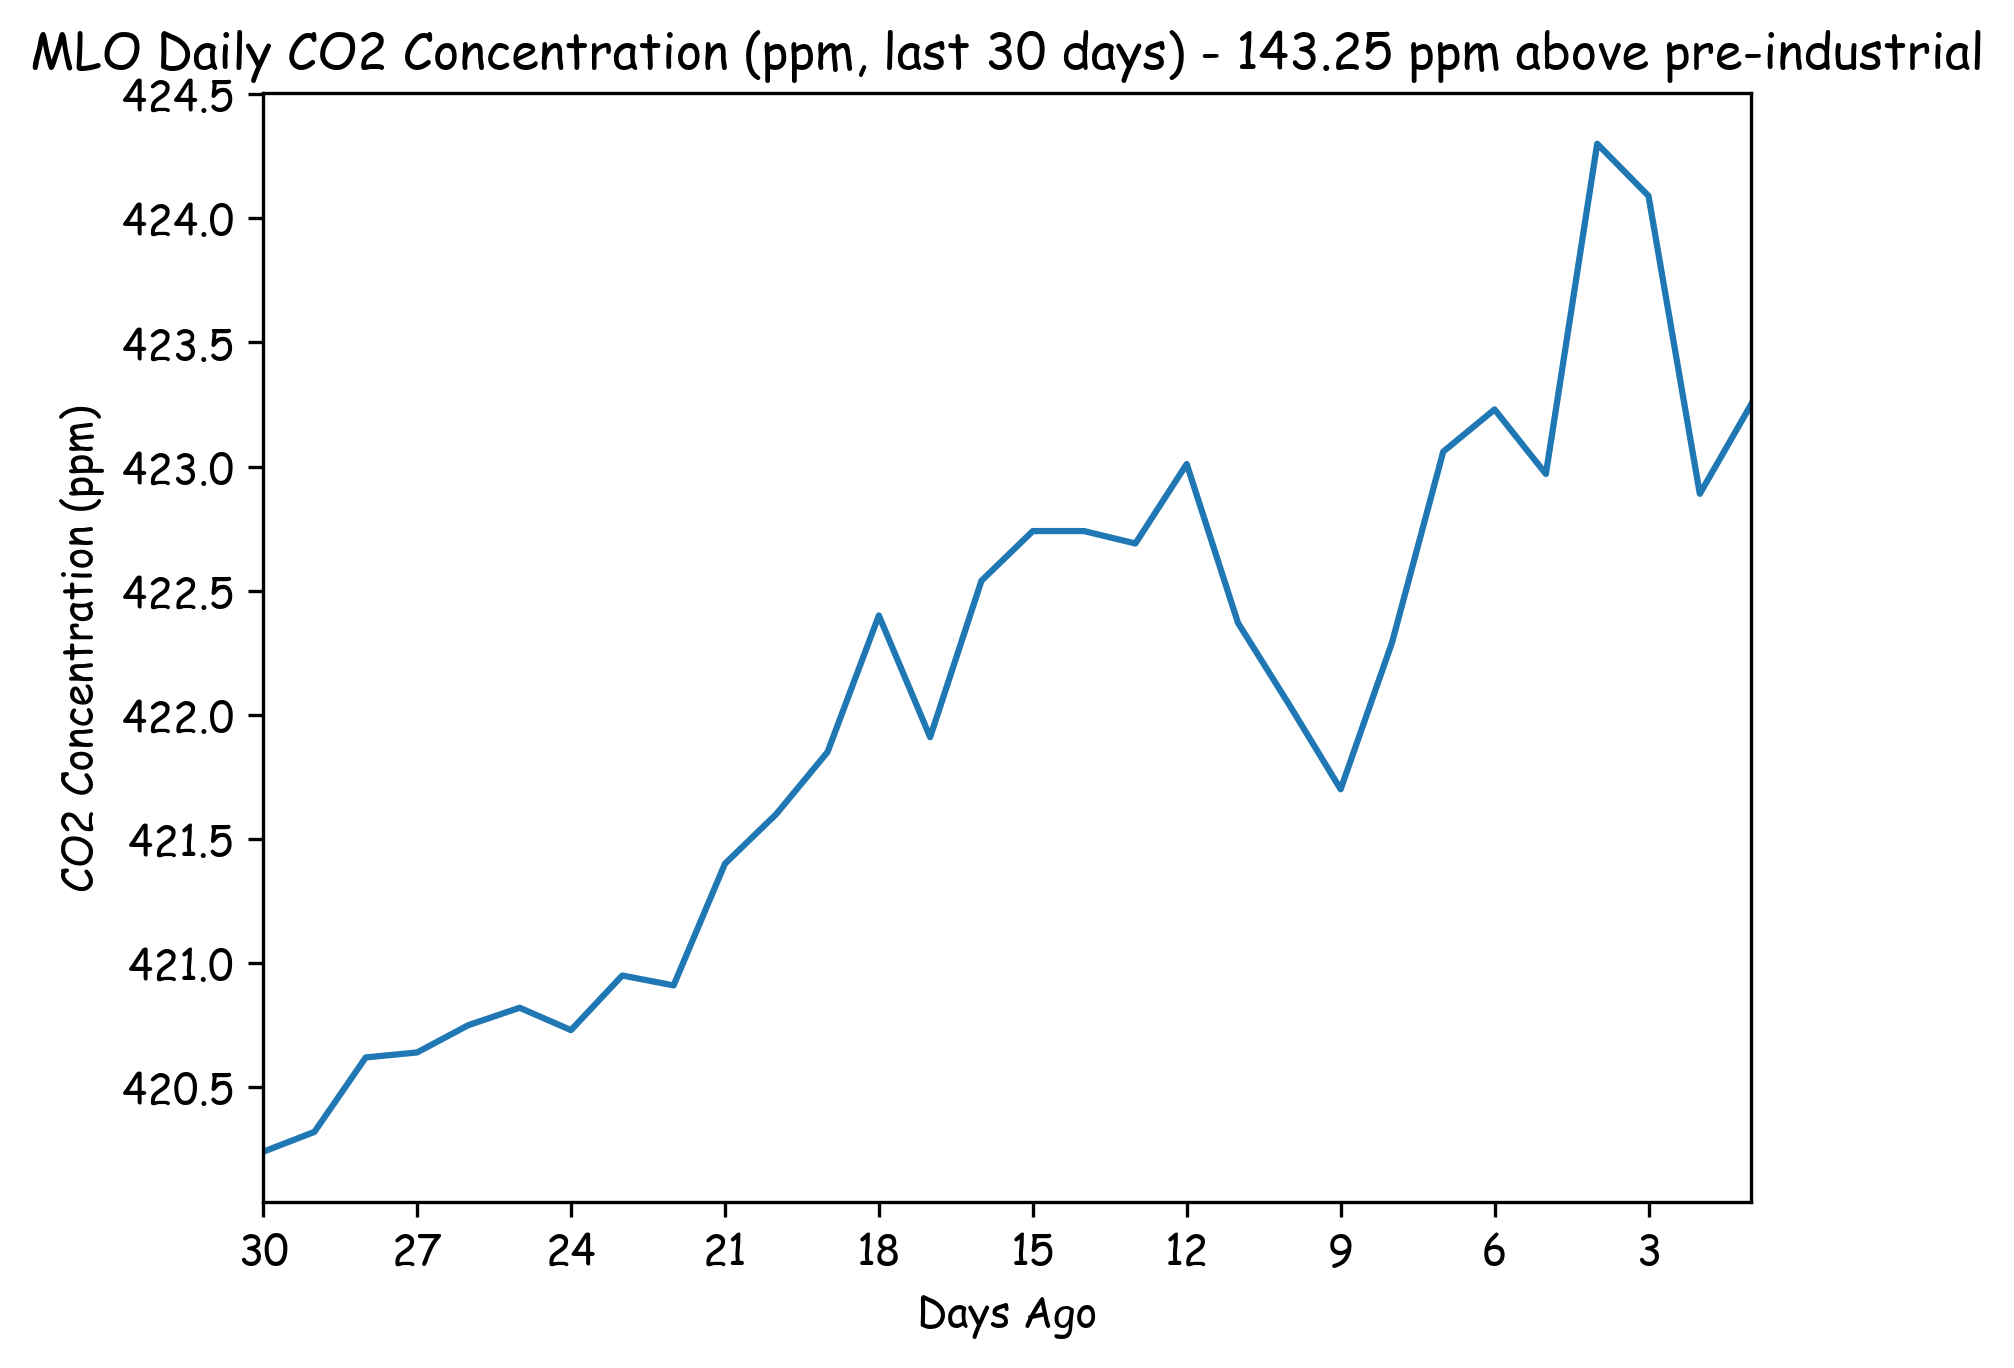 MLO Daily CO2 Concentration (ppm, last 30 days) - 143.25 ppm above pre-industrial
424.5
424.0
423.5
423.0
422.5
422.0
421.5
421.0
420.5
CO2 Concentration (ppm)
30 27 24 21 18 15 12 9 6 3
Days Ago